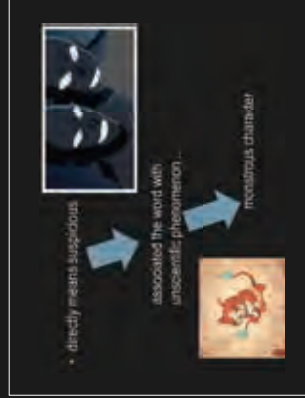 • directly means suspicious
associated the word with
unscientific phenomenon...
monstrous character